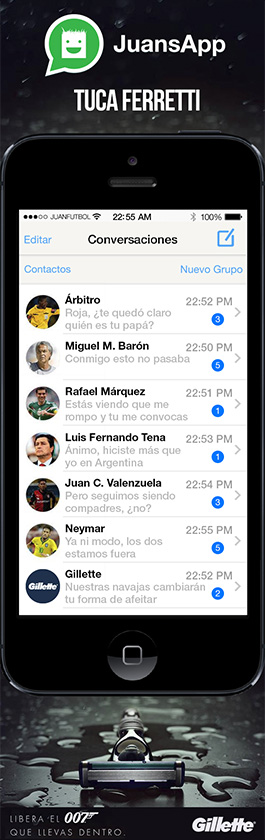 JuansApp
TUCA FERRETTI
JUANFUTBOL 22:55 AM 100%
Editar Conversaciones
Contactos Nuevo Grupo
Árbitro 22:52 PM
Roja, ¿te quedó claro
quién es tu papá? 3
Miguel M. Barón 22:50 PM
Conmigo esto no pasaba 5
Rafael Márquez 22:51 PM
Estás viendo que me
rompo y tu me convocas 1
Luis Fernando Tena 22:53 PM
Ánimo, hiciste más que
yo en Argentina 1
Juan C. Valenzuela 22:54 PM
Pero seguimos siendo
compadres, ¿no? 3
Neymar 22:55 PM
Ya ni modo, los dos
estamos fuera 5
Gillette
Gillette 22:52 PM
Nuestras navajas cambiarán
tu forma de afeitar 2
LIBERA EL 007
QUE LLEVAS DENTRO.
Gillette